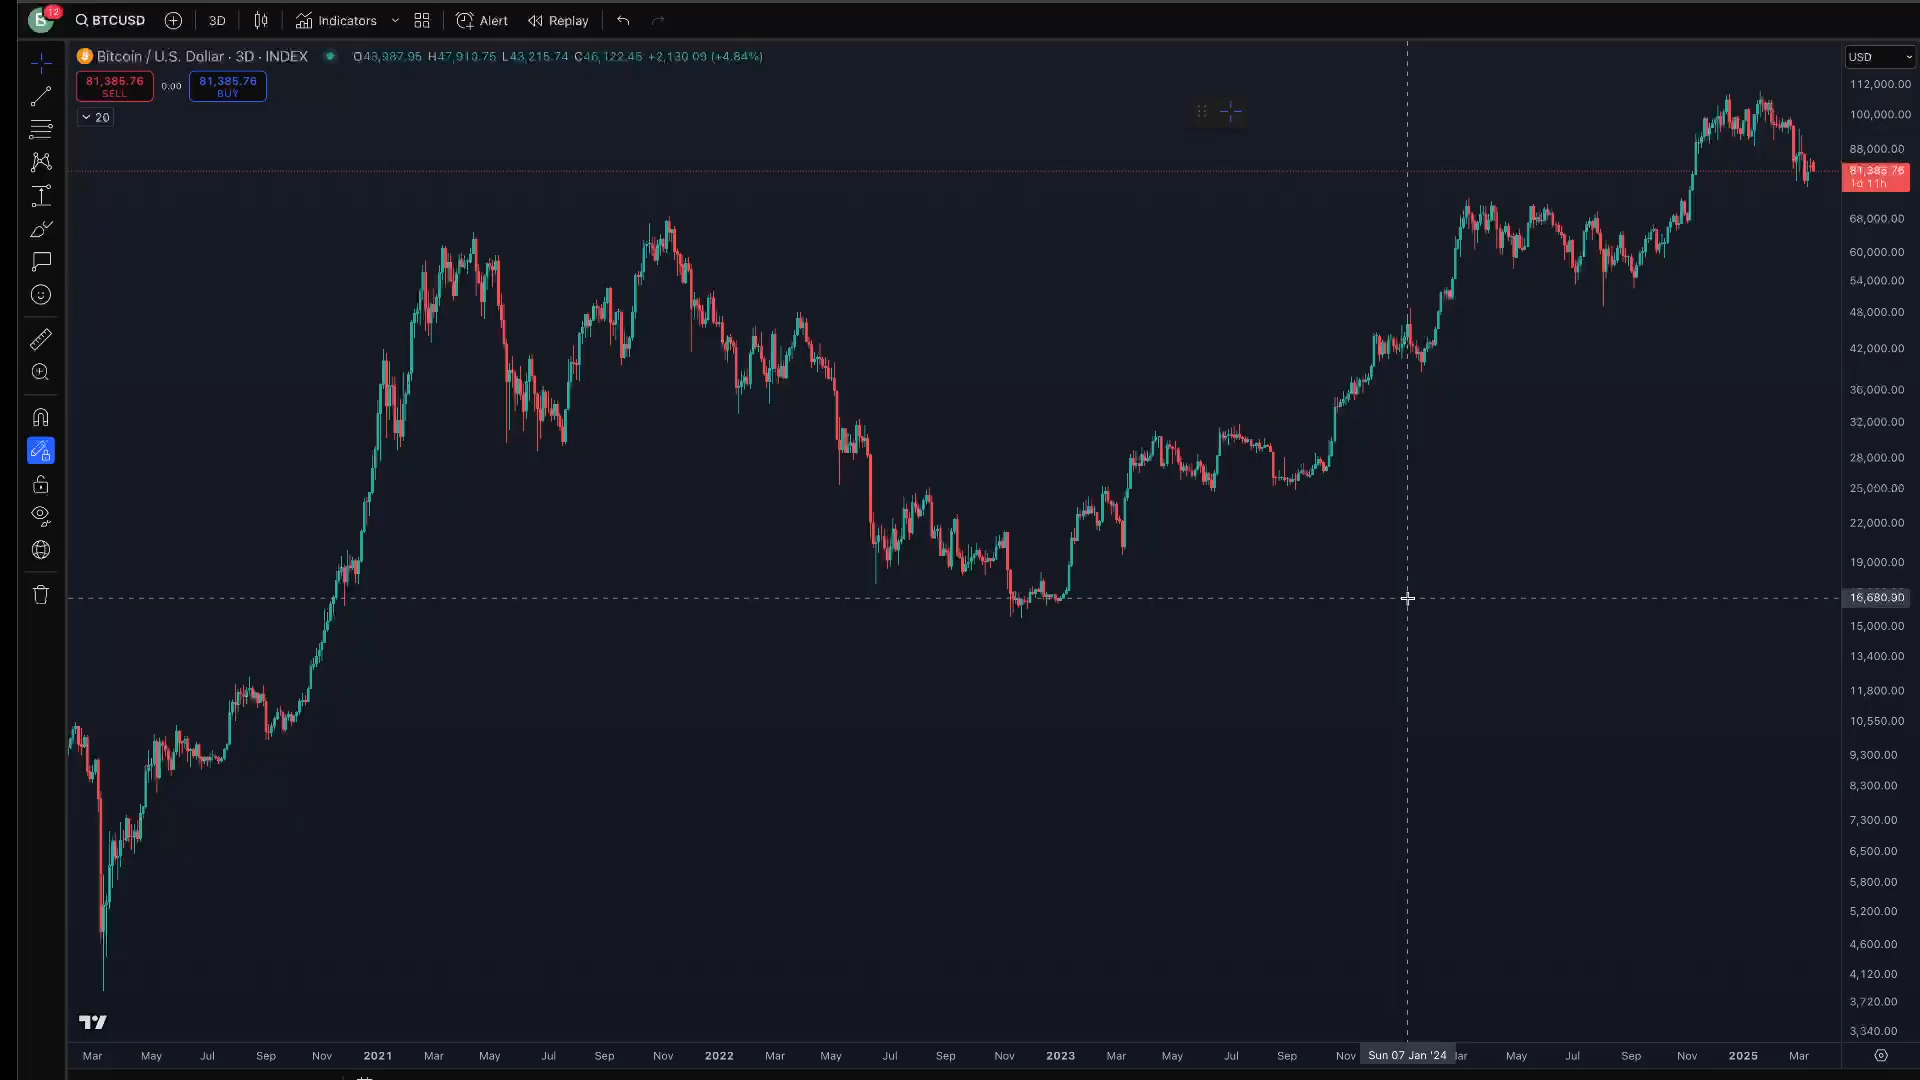 12
BTCUSD
3D
Indicators
Alert
Replay
Bitcoin / U.S. Dollar · 3D · INDEX
O43,987.95 H47,913.75 L43,215.74 C46,122.45 +2,130.09 (+4.84%)
81,385.76
SELL
0.00
81,385.76
BUY
20
USD
112,000.00
100,000.00
88,000.00
81,385.76
1d 11h
68,000.00
60,000.00
54,000.00
48,000.00
42,000.00
36,000.00
32,000.00
28,000.00
25,000.00
22,000.00
19,000.00
16,680.90
15,000.00
13,400.00
11,800.00
10,550.00
9,300.00
8,300.00
7,300.00
6,500.00
5,800.00
5,200.00
4,600.00
4,120.00
3,720.00
3,340.00
Mar May Jul Sep Nov 2021 Mar May Jul Sep Nov 2022 Mar May Jul Sep Nov 2023 Mar May Jul Sep Nov Sun 07 Jan '24 May Jul Sep Nov 2025 Mar